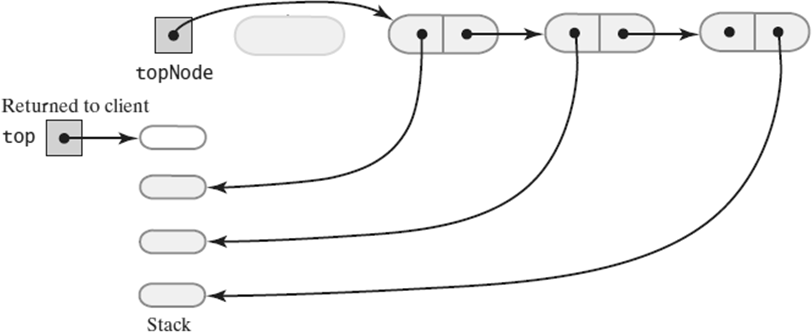 topNode
Returned to client
top
Stack